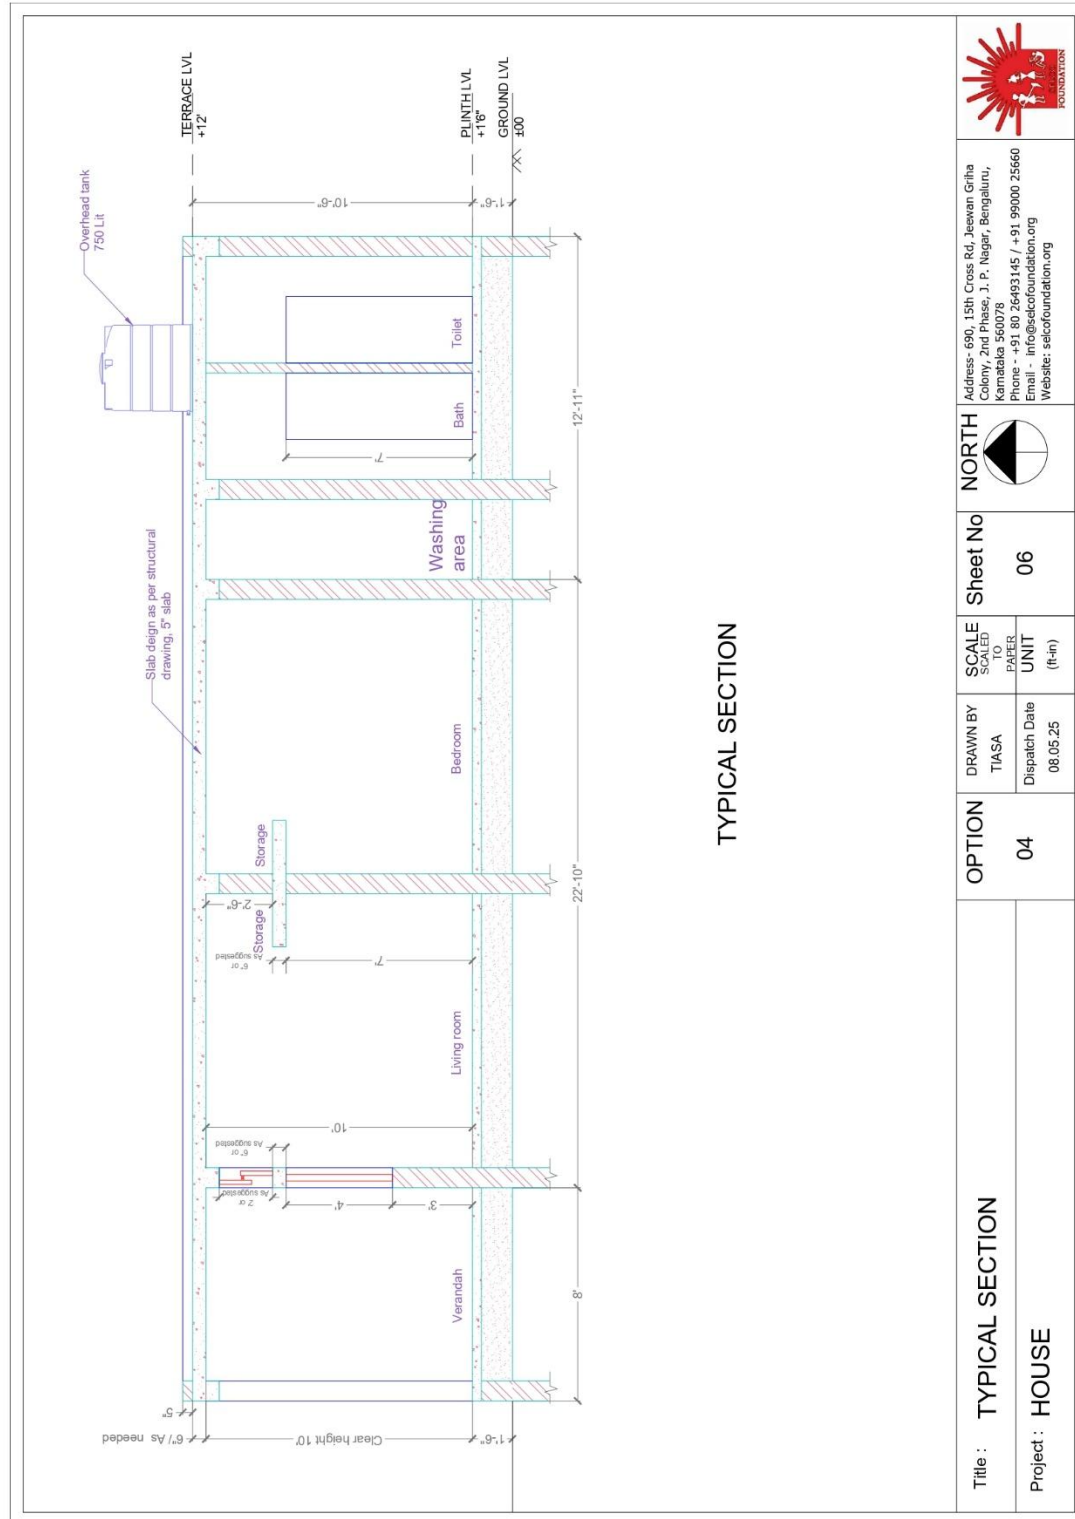 TERRACE LVL
+12'
PLINTH LVL
+1'6"
GROUND LVL
±00
Overhead tank
750 Lit
Slab deign as per structural
drawing, 5" slab
10'-6"
1'-6"
Toilet
Bath
7'
12'-11"
Washing
area
Bedroom
Storage
Storage
2'-6"
6" or
As suggested
7'
22'-10"
Living room
10'
6" or
As suggested
2' or
As suggested
4'
3'
Verandah
8'
5"
6"/ As needed
Clear height 10'
1'-6"
TYPICAL SECTION
Title : TYPICAL SECTION
Project : HOUSE
OPTION
04
DRAWN BY
TIASA
Dispatch Date
08.05.25
SCALE
SCALED
TO
PAPER
UNIT
(ft-in)
Sheet No
06
NORTH
Address- 690, 15th Cross Rd, Jeewan Griha
Colony, 2nd Phase, J. P. Nagar, Bengaluru,
Karnataka 560078
Phone - +91 80 26493145 / +91 99000 25660
Email - info@selcofoundation.org
Website: selcofoundation.org
SELCO
FOUNDATION